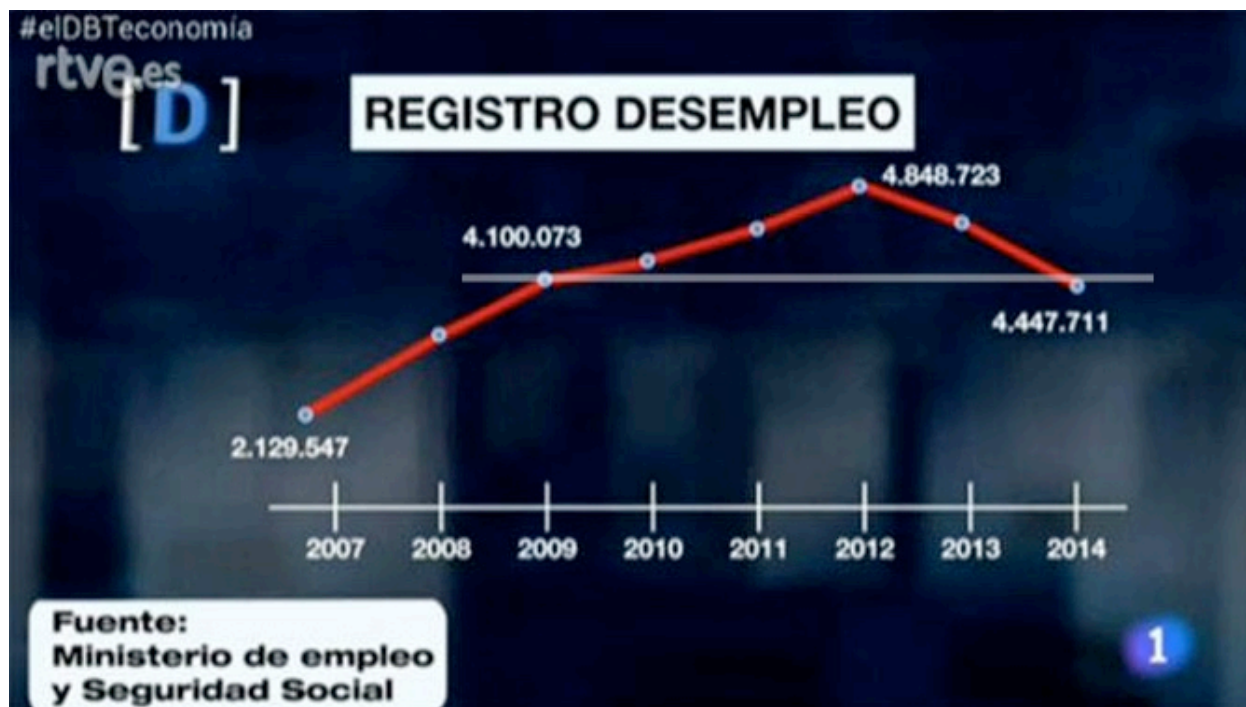 #elDBTeconomía
rtve.es
[D]
REGISTRO DESEMPLEO
4.848.723
4.100.073
4.447.711
2.129.547
2007 2008 2009 2010 2011 2012 2013 2014
Fuente:
Ministerio de empleo
y Seguridad Social
1